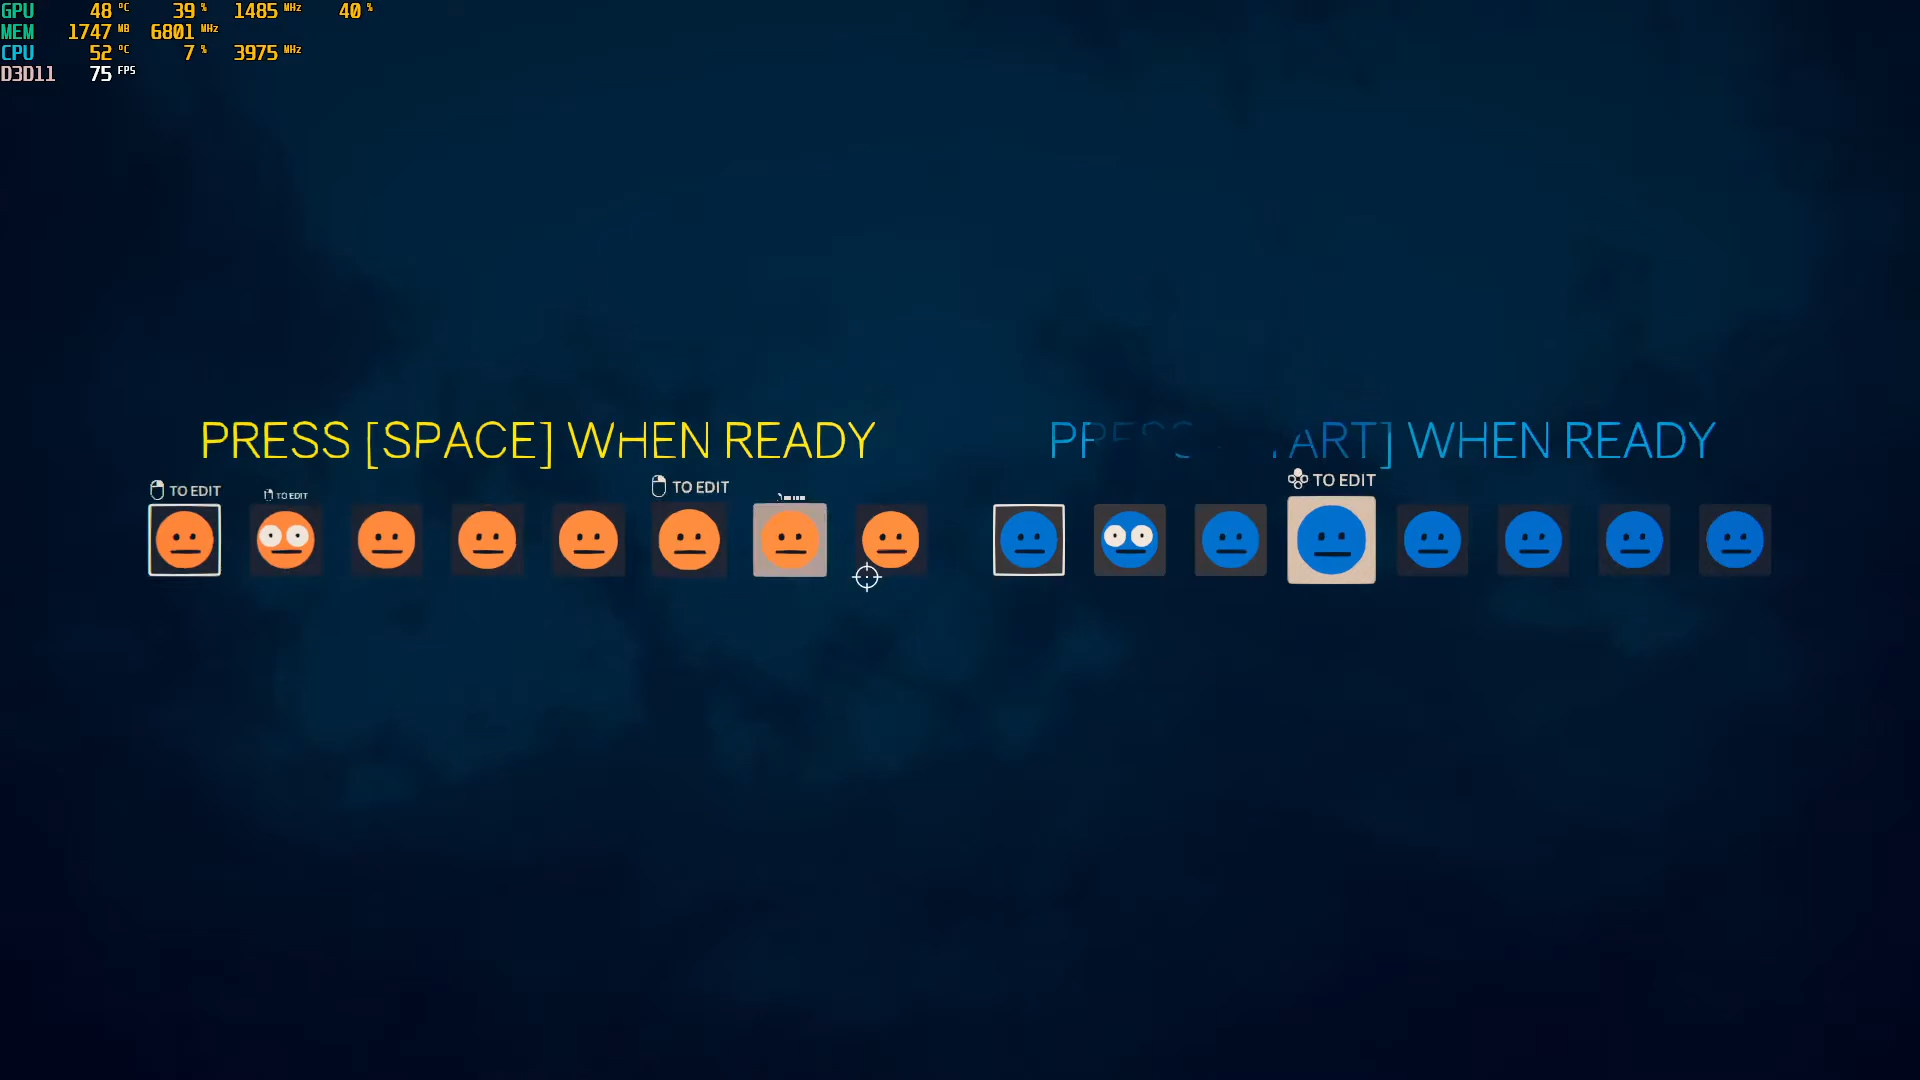 GPU 48 °C 39 % 1485 MHz 40 %
MEM 1747 MB 6801 MHz
CPU 52 °C 7 % 3975 MHz
D3D11 75 FPS
PRESS [SPACE] WHEN READY
ART] WHEN READY
TO EDIT
TO EDIT
TO EDIT
TO EDIT